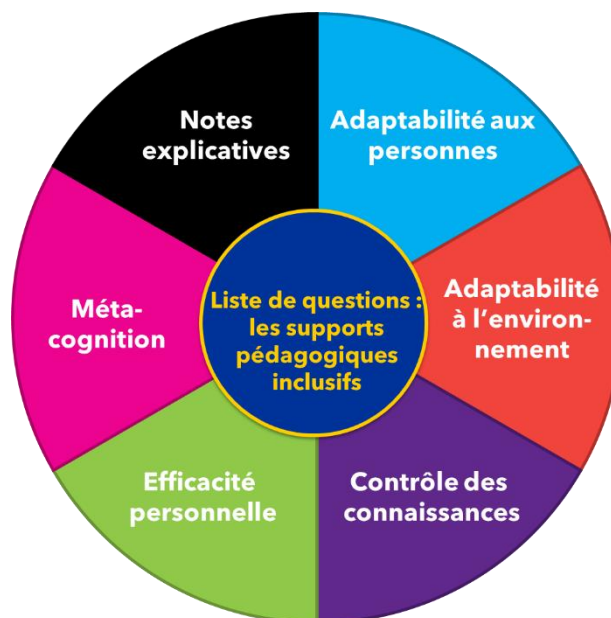 Notes
explicatives
Adaptabilité aux
personnes
Méta-
cognition
Liste de questions :
les supports
pédagogiques
inclusifs
Adaptabilité
à l'environ-
nement
Efficacité
personnelle
Contrôle des
connaissances